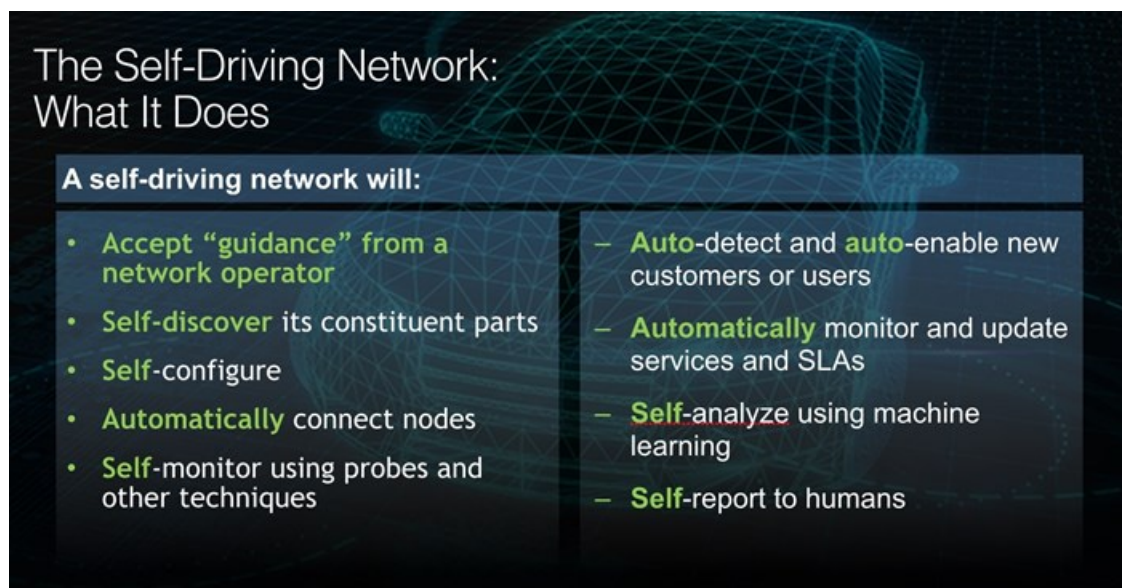 The Self-Driving Network:
What It Does
A self-driving network will:
• Accept “guidance” from a
network operator
• Self-discover its constituent parts
• Self-configure
• Automatically connect nodes
• Self-monitor using probes and
other techniques
– Auto-detect and auto-enable new
customers or users
– Automatically monitor and update
services and SLAs
– Self-analyze using machine
learning
– Self-report to humans